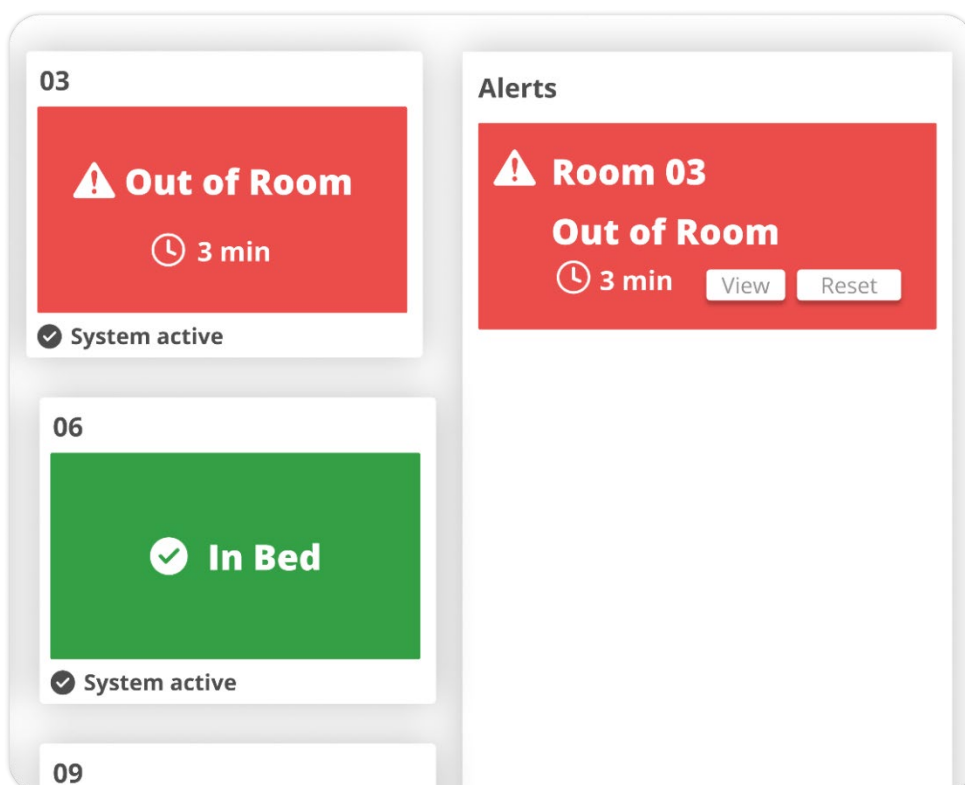 03
Out of Room
3 min
System active
06
In Bed
System active
09
Alerts
Room 03
Out of Room
3 min View Reset